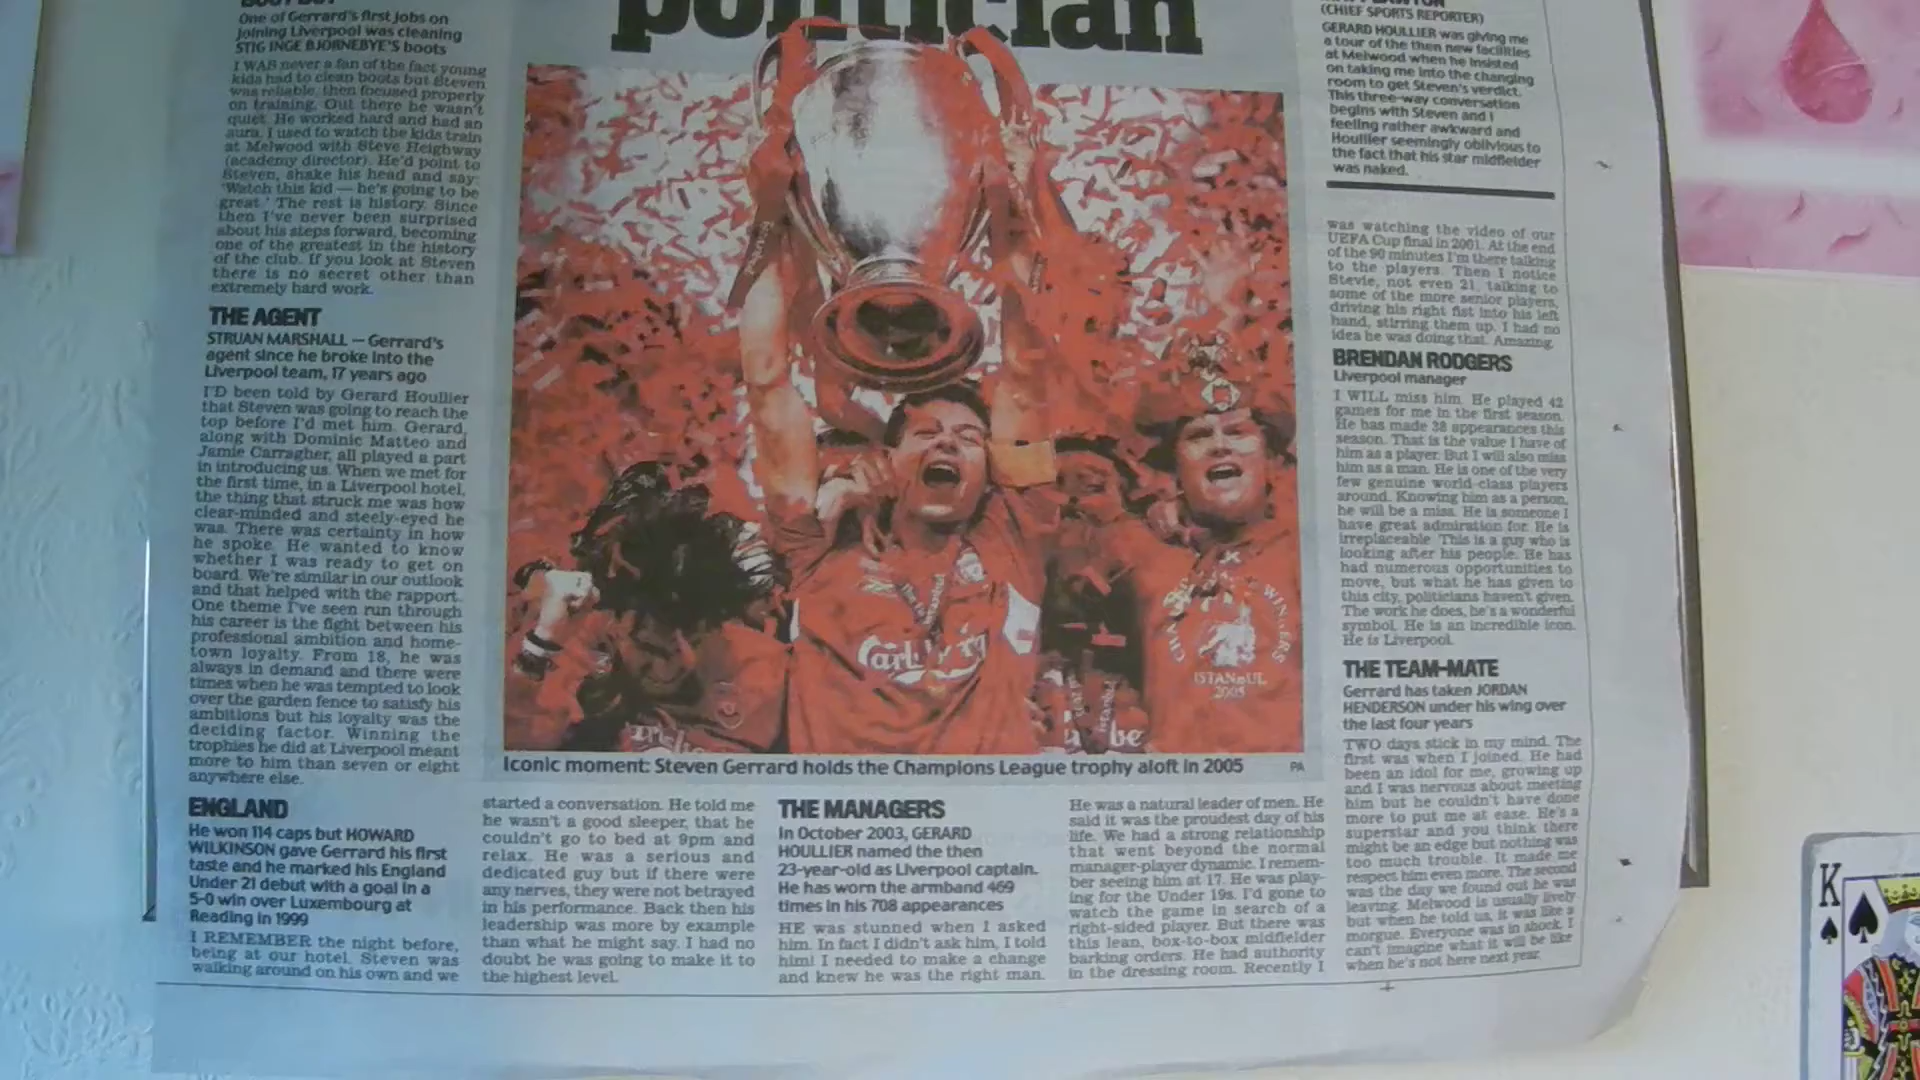 politician
One of Gerrard's first jobs on
joining Liverpool was cleaning
STIG INGE BJORNEBYE'S boots
I WAS never a fan of the fact young
kids had to clean boots but Steven
was reliable, then focused properly
on training. Out there he wasn't
quiet. He worked hard and had an
aura. I used to watch the kids train
at Melwood with Steve Heighway
(academy director). He'd point to
Steven, shake his head and say:
'Watch this kid — he's going to be
great.' The rest is history. Since
then I've never been surprised
about his steps forward, becoming
one of the greatest in the history
of the club. If you look at Steven
there is no secret other than
extremely hard work.
THE AGENT
STRUAN MARSHALL — Gerrard's
agent since he broke into the
Liverpool team, 17 years ago
I'D been told by Gerard Houllier
that Steven was going to reach the
top before I'd met him. Gerard,
along with Dominic Matteo and
Jamie Carragher, all played a part
in introducing us. When we met for
the first time, in a Liverpool hotel,
the thing that struck me was how
clear-minded and steely-eyed he
was. There was certainty in how
he spoke. He wanted to know
whether I was ready to get on
board. We're similar in our outlook
and that helped with the rapport.
One theme I've seen run through
his career is the fight between his
professional ambition and home-
town loyalty. From 18, he was
always in demand and there were
times when he was tempted to look
over the garden fence to satisfy his
ambitions but his loyalty was the
deciding factor. Winning the
trophies he did at Liverpool meant
more to him than seven or eight
anywhere else.
ENGLAND
He won 114 caps but HOWARD
WILKINSON gave Gerrard his first
taste and he marked his England
Under 21 debut with a goal in a
5-0 win over Luxembourg at
Reading in 1999
I REMEMBER the night before,
being at our hotel. Steven was
walking around on his own and we
started a conversation. He told me
he wasn't a good sleeper, that he
couldn't go to bed at 9pm and
relax. He was a serious and
dedicated guy but if there were
any nerves, they were not betrayed
in his performance. Back then his
leadership was more by example
than what he might say. I had no
doubt he was going to make it to
the highest level.
Carlsberg
WINNERS
ISTANBUL
2005
Iconic moment: Steven Gerrard holds the Champions League trophy aloft in 2005
PA
THE MANAGERS
In October 2003, GERARD
HOULLIER named the then
23-year-old as Liverpool captain.
He has worn the armband 469
times in his 708 appearances
HE was stunned when I asked
him. In fact I didn't ask him, I told
him! I needed to make a change
and knew he was the right man.
He was a natural leader of men. He
said it was the proudest day of his
life. We had a strong relationship
that went beyond the normal
manager-player dynamic. I remem-
ber seeing him at 17. He was play-
ing for the Under 19s. I'd gone to
watch the game in search of a
right-sided player. But there was
this lean, box-to-box midfielder
barking orders. He had authority
in the dressing room. Recently I
(CHIEF SPORTS REPORTER)
GERARD HOULLIER was giving me
a tour of the then new facilities
at Melwood when he insisted
on taking me into the changing
room to get Steven's verdict.
This three-way conversation
begins with Steven and I
feeling rather awkward and
Houllier seemingly oblivious to
the fact that his star midfielder
was naked.
was watching the video of our
UEFA Cup final in 2001. At the end
of the 90 minutes I'm there talking
to the players. Then I notice
Stevie, not even 21, talking to
some of the more senior players,
driving his right fist into his left
hand, stirring them up. I had no
idea he was doing that. Amazing.
BRENDAN RODGERS
Liverpool manager
I WILL miss him. He played 42
games for me in the first season.
He has made 38 appearances this
season. That is the value I have of
him as a player. But I will also miss
him as a man. He is one of the very
few genuine world-class players
around. Knowing him as a person,
he will be a miss. He is someone I
have great admiration for. He is
irreplaceable. This is a guy who is
looking after his people. He has
had numerous opportunities to
move, but what he has given to
this city, politicians haven't given.
The work he does, he's a wonderful
symbol. He is an incredible icon.
He is Liverpool.
THE TEAM-MATE
Gerrard has taken JORDAN
HENDERSON under his wing over
the last four years
TWO days stick in my mind. The
first was when I joined. He had
been an idol for me, growing up
and I was nervous about meeting
him but he couldn't have done
more to put me at ease. He's a
superstar and you think there
might be an edge but nothing was
too much trouble. It made me
respect him even more. The second
was the day we found out he was
leaving. Melwood is usually lively
but when he told us, it was like a
morgue. Everyone was in shock. I
can't imagine what it will be like
when he's not here next year.
K